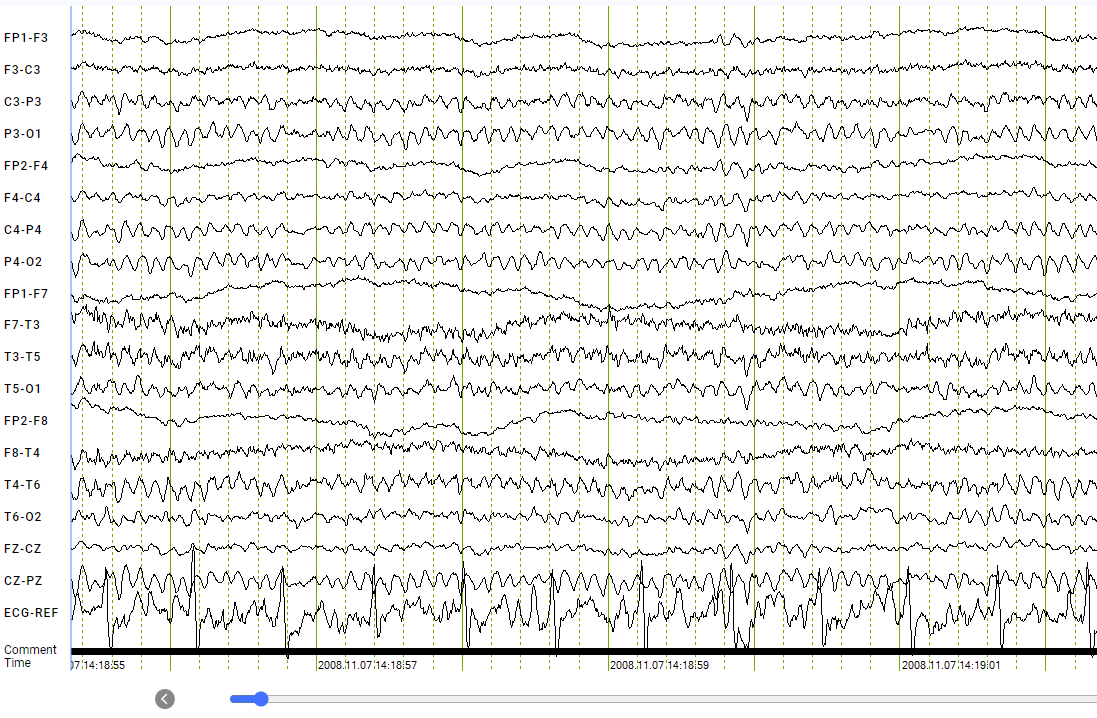 FP1-F3
F3-C3
C3-P3
P3-O1
FP2-F4
F4-C4
C4-P4
P4-O2
FP1-F7
F7-T3
T3-T5
T5-O1
FP2-F8
F8-T4
T4-T6
T6-O2
FZ-CZ
CZ-PZ
ECG-REF
Comment
Time
07 14:18:55 2008.11.07 14:18:57 2008.11.07 14:18:59 2008.11.07 14:19:01